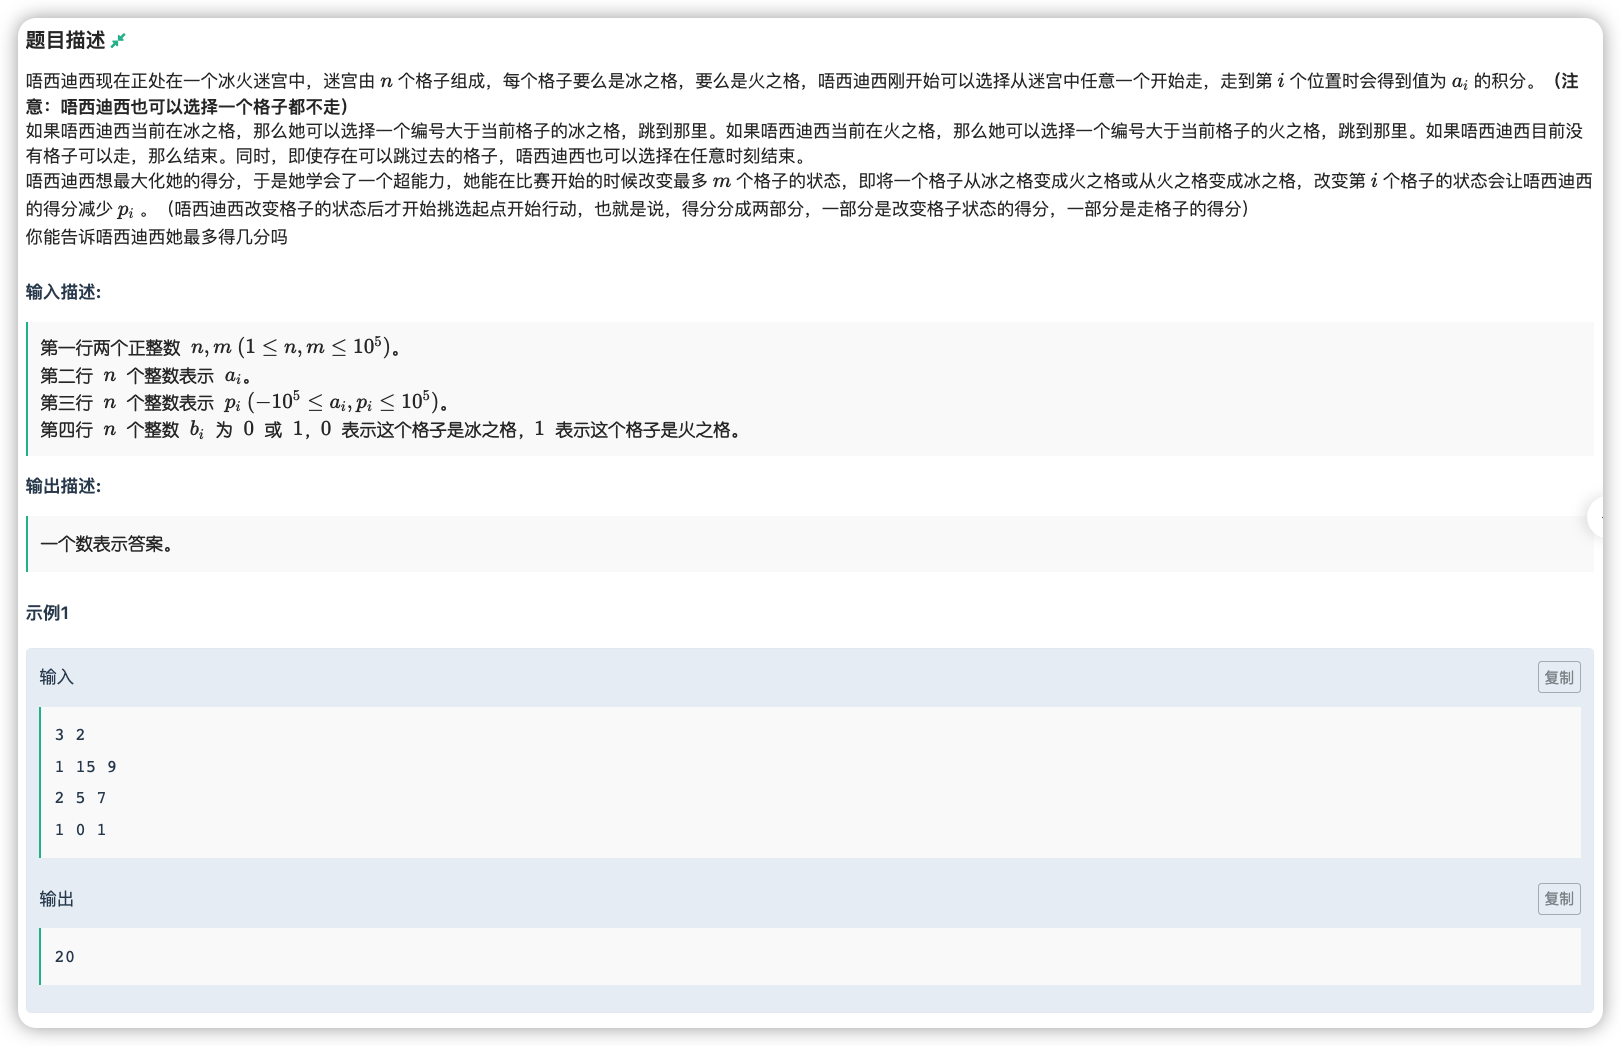 题目描述
唔西迪西现在正处在一个冰火迷宫中，迷宫由 n 个格子组成，每个格子要么是冰之格，要么是火之格，唔西迪西刚开始可以选择从迷宫中任意一个开始走，走到第 i 个位置时会得到值为 a_i 的积分。（注
意：唔西迪西也可以选择一个格子都不走）
如果唔西迪西当前在冰之格，那么她可以选择一个编号大于当前格子的冰之格，跳到那里。如果唔西迪西当前在火之格，那么她可以选择一个编号大于当前格子的火之格，跳到那里。如果唔西迪西目前没
有格子可以走，那么结束。同时，即使存在可以跳过去的格子，唔西迪西也可以选择在任意时刻结束。
唔西迪西想最大化她的得分，于是她学会了一个超能力，她能在比赛开始的时候改变最多 m 个格子的状态，即将一个格子从冰之格变成火之格或从火之格变成冰之格，改变第 i 个格子的状态会让唔西迪西
的得分减少 p_i 。（唔西迪西改变格子的状态后才开始挑选起点开始行动，也就是说，得分分成两部分，一部分是改变格子状态的得分，一部分是走格子的得分）
你能告诉唔西迪西她最多得几分吗
输入描述:
第一行两个正整数 n, m (1 ≤ n, m ≤ 10^5)。
第二行 n 个整数表示 a_i。
第三行 n 个整数表示 p_i (−10^5 ≤ a_i, p_i ≤ 10^5)。
第四行 n 个整数 b_i 为 0 或 1，0 表示这个格子是冰之格，1 表示这个格子是火之格。
输出描述:
一个数表示答案。
示例1
输入
复制
3 2
1 15 9
2 5 7
1 0 1
输出
复制
20